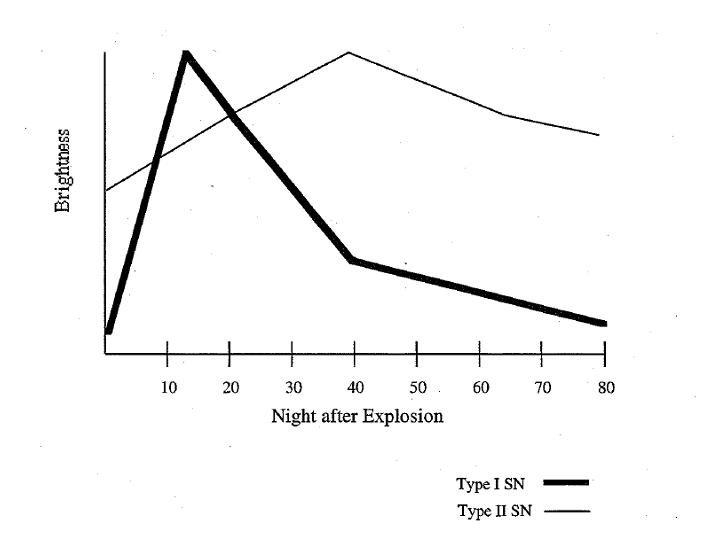 Brightness
10 20 30 40 50 60 70 80
Night after Explosion
Type I SN
Type II SN